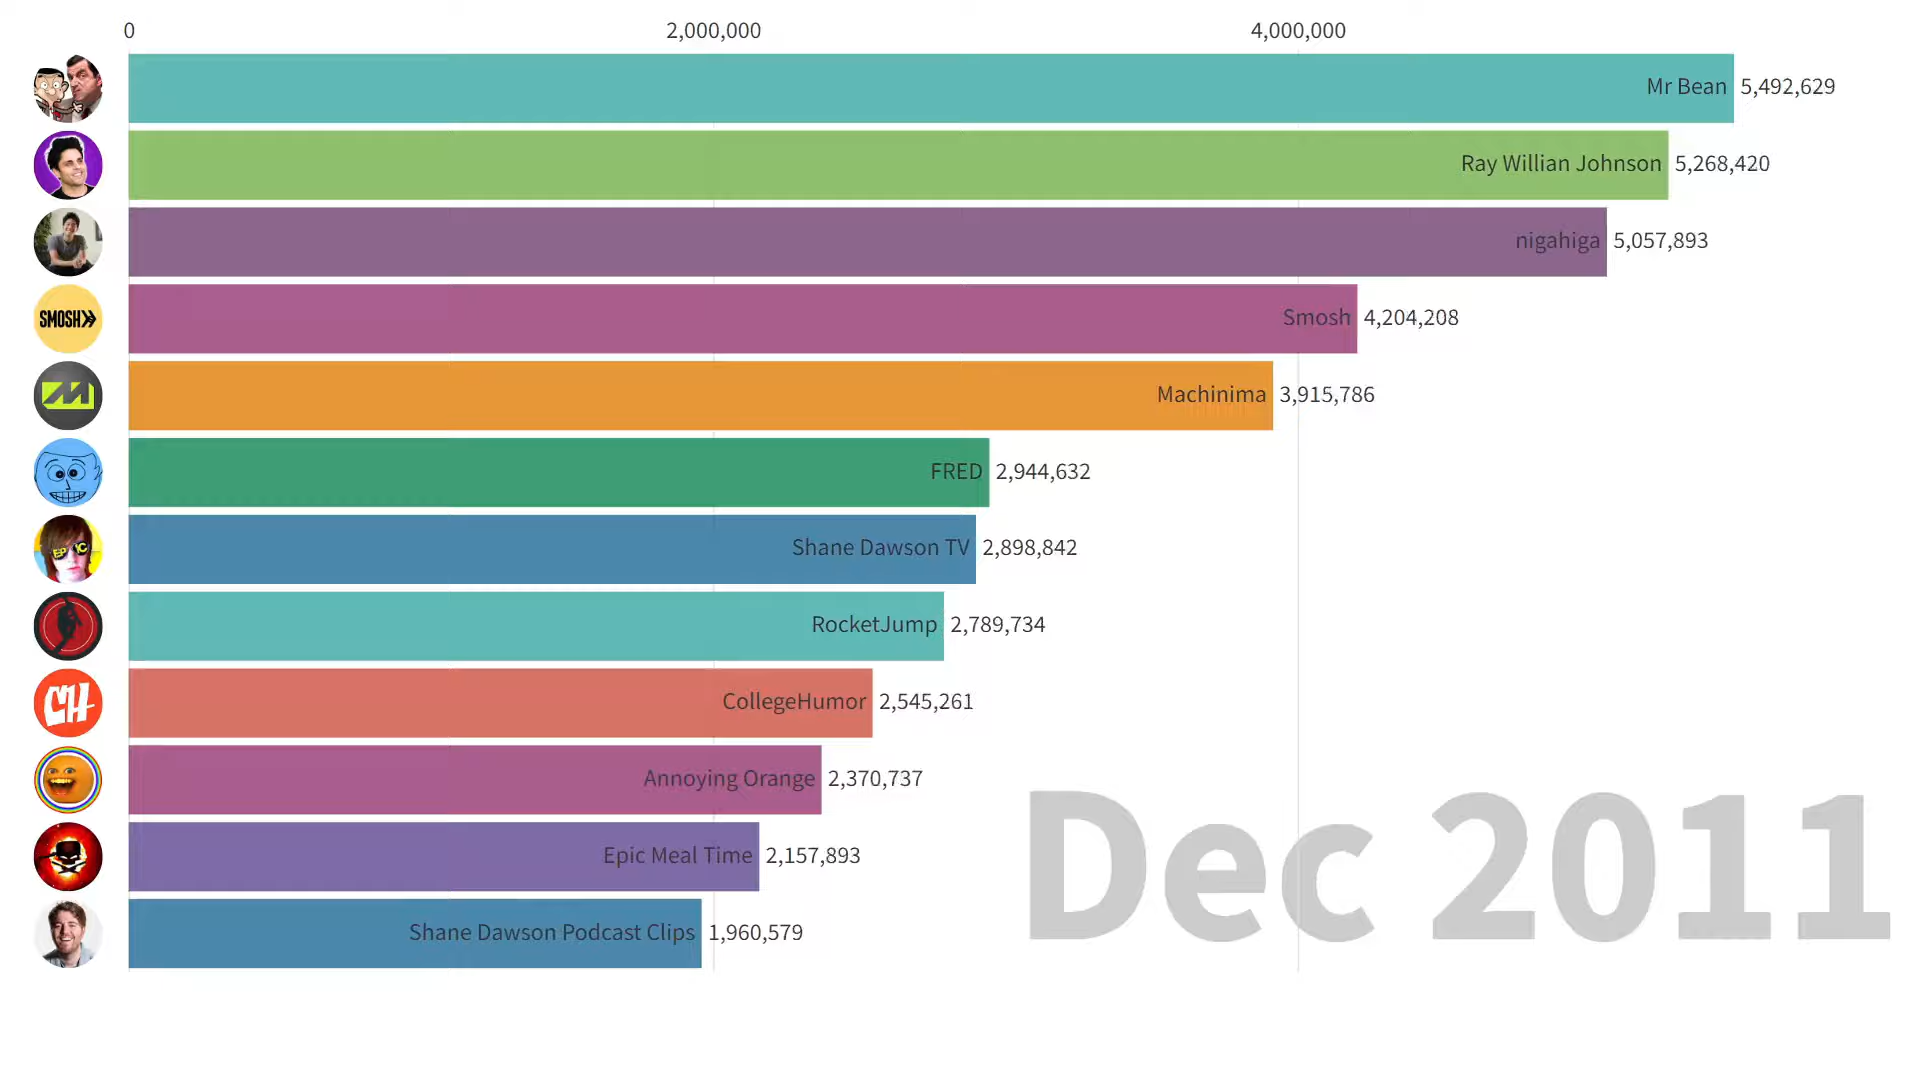 0 2,000,000 4,000,000
Mr Bean 5,492,629
Ray Willian Johnson 5,268,420
nigahiga 5,057,893
SMOSH
Smosh 4,204,208
Machinima 3,915,786
FRED 2,944,632
EPIC
Shane Dawson TV 2,898,842
RocketJump 2,789,734
CH
CollegeHumor 2,545,261
Annoying Orange 2,370,737
Epic Meal Time 2,157,893
Shane Dawson Podcast Clips 1,960,579
Dec 2011